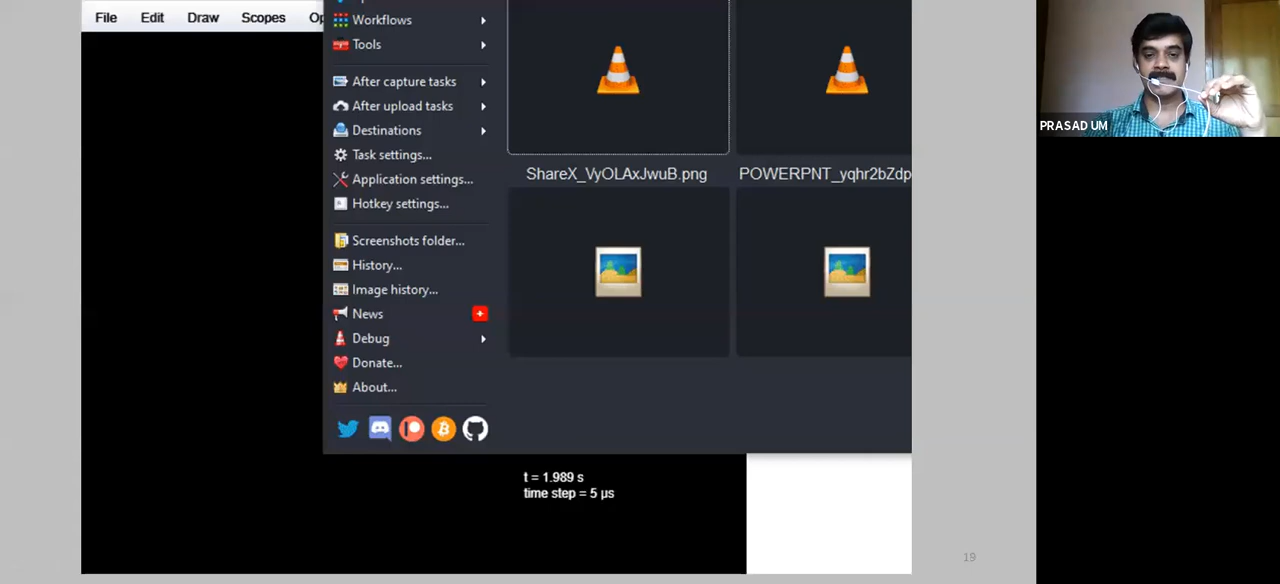 File Edit Draw Scopes
Workflows
Tools
After capture tasks
After upload tasks
Destinations
Task settings...
Application settings...
Hotkey settings...
Screenshots folder...
History...
Image history...
News
Debug
Donate...
About...
ShareX_VyOLAxJwuB.png
POWERPNT_yqhr2bZdp
t = 1.989 s
time step = 5 µs
PRASAD UM
19